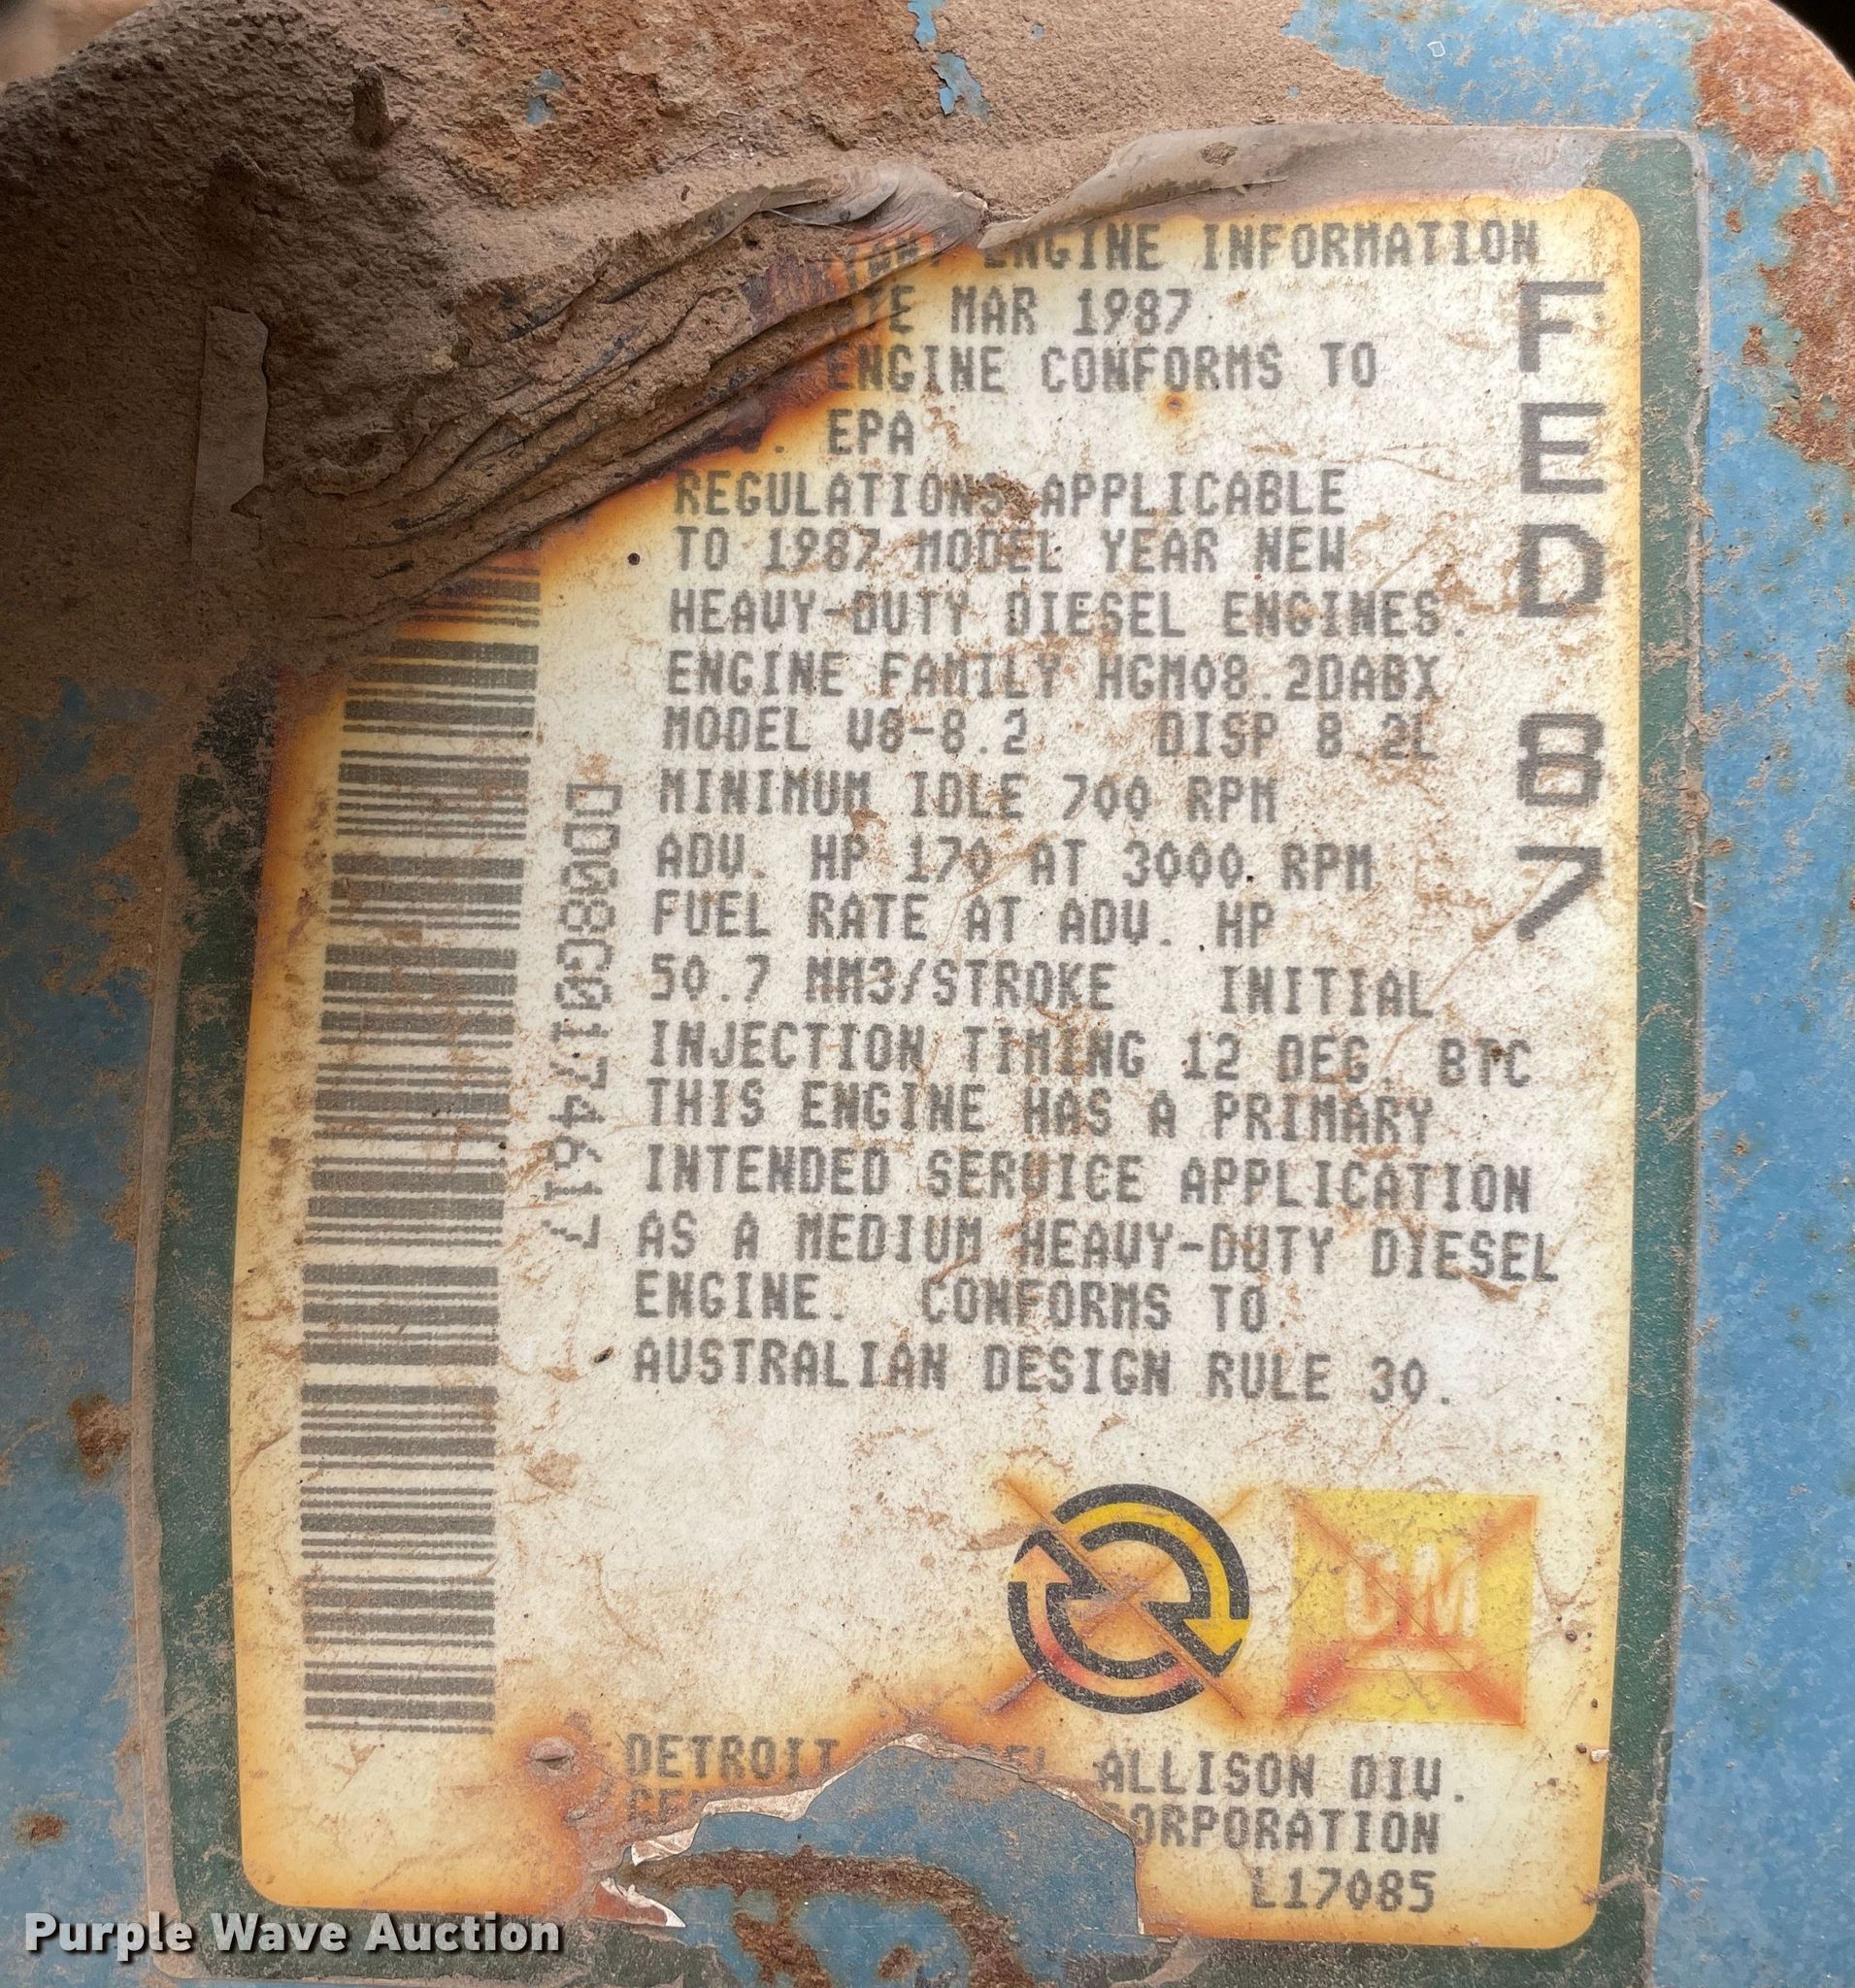 ENGINE INFORMATION
MAR 1987
ENGINE CONFORMS TO
EPA
REGULATIONS APPLICABLE
TO 1987 MODEL YEAR NEW
HEAVY-DUTY DIESEL ENGINES.
ENGINE FAMILY HGM08.2DABX
MODEL V8-8.2 DISP 8.2L
MINIMUM IDLE 700 RPM
ADV. HP 170 AT 3000 RPM
FUEL RATE AT ADV. HP
50.7 MM3/STROKE INITIAL
INJECTION TIMING 12 DEG. BTC
THIS ENGINE HAS A PRIMARY
INTENDED SERVICE APPLICATION
AS A MEDIUM HEAVY-DUTY DIESEL
ENGINE. CONFORMS TO
AUSTRALIAN DESIGN RULE 30.
FED 87
DD08G0174617
GM
DETROIT ALLISON DIV.
CORPORATION
L17085
Purple Wave Auction